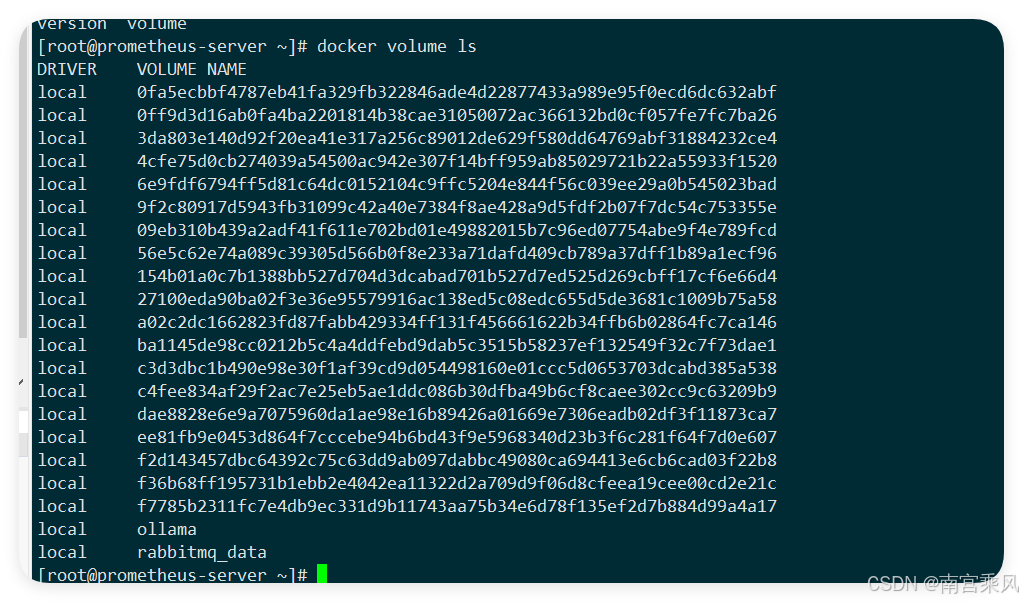 version  volume
[root@prometheus-server ~]# docker volume ls
DRIVER    VOLUME NAME
local     0fa5ecbbf4787eb41fa329fb322846ade4d22877433a989e95f0ecd6dc632abf
local     0ff9d3d16ab0fa4ba2201814b38cae31050072ac366132bd0cf057fe7fc7ba26
local     3da803e140d92f20ea41e317a256c89012de629f580dd64769abf31884232ce4
local     4cfe75d0cb274039a54500ac942e307f14bff959ab85029721b22a55933f1520
local     6e9fdf6794ff5d81c64dc0152104c9ffc5204e844f56c039ee29a0b545023bad
local     9f2c80917d5943fb31099c42a40e7384f8ae428a9d5fdf2b07f7dc54c753355e
local     09eb310b439a2adf41f611e702bd01e49882015b7c96ed07754abe9f4e789fcd
local     56e5c62e74a089c39305d566b0f8e233a71dafd409cb789a37dff1b89a1ecf96
local     154b01a0c7b1388bb527d704d3dcabad701b527d7ed525d269cbff17cf6e66d4
local     27100eda90ba02f3e36e95579916ac138ed5c08edc655d5de3681c1009b75a58
local     a02c2dc1662823fd87fabb429334ff131f456661622b34ffb6b02864fc7ca146
local     ba1145de98cc0212b5c4a4ddfebd9dab5c3515b58237ef132549f32c7f73dae1
local     c3d3dbc1b490e98e30f1af39cd9d054498160e01ccc5d0653703dcabd385a538
local     c4fee834af29f2ac7e25eb5ae1ddc086b30dfba49b6cf8caee302cc9c63209b9
local     dae8828e6e9a7075960da1ae98e16b89426a01669e7306eadb02df3f11873ca7
local     ee81fb9e0453d864f7cccebe94b6bd43f9e5968340d23b3f6c281f64f7d0e607
local     f2d143457dbc64392c75c63dd9ab097dabbc49080ca694413e6cb6cad03f22b8
local     f36b68ff195731b1ebb2e4042ea11322d2a709d9f06d8cfeea19cee00cd2e21c
local     f7785b2311fc7e4db9ec331d9b11743aa75b34e6d78f135ef2d7b884d99a4a17
local     ollama
local     rabbitmq_data
[root@prometheus-server ~]#
CSDN @南宫乘风